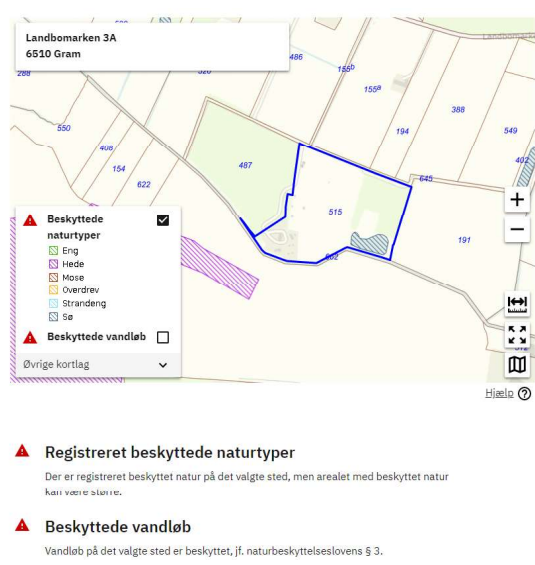 Landbomarken 3A
6510 Gram
486
155b
155a
288
388
550
408
194
549
154
487
402
622
645
515
191
Beskyttede
naturtyper
Eng
Hede
Mose
Overdrev
Strandeng
Sø
Beskyttede vandløb
Øvrige kortlag
+
−
Hjælp ?
Registreret beskyttede naturtyper
Der er registreret beskyttet natur på det valgte sted, men arealet med beskyttet natur
kan være større.
Beskyttede vandløb
Vandløb på det valgte sted er beskyttet, jf. naturbeskyttelseslovens § 3.